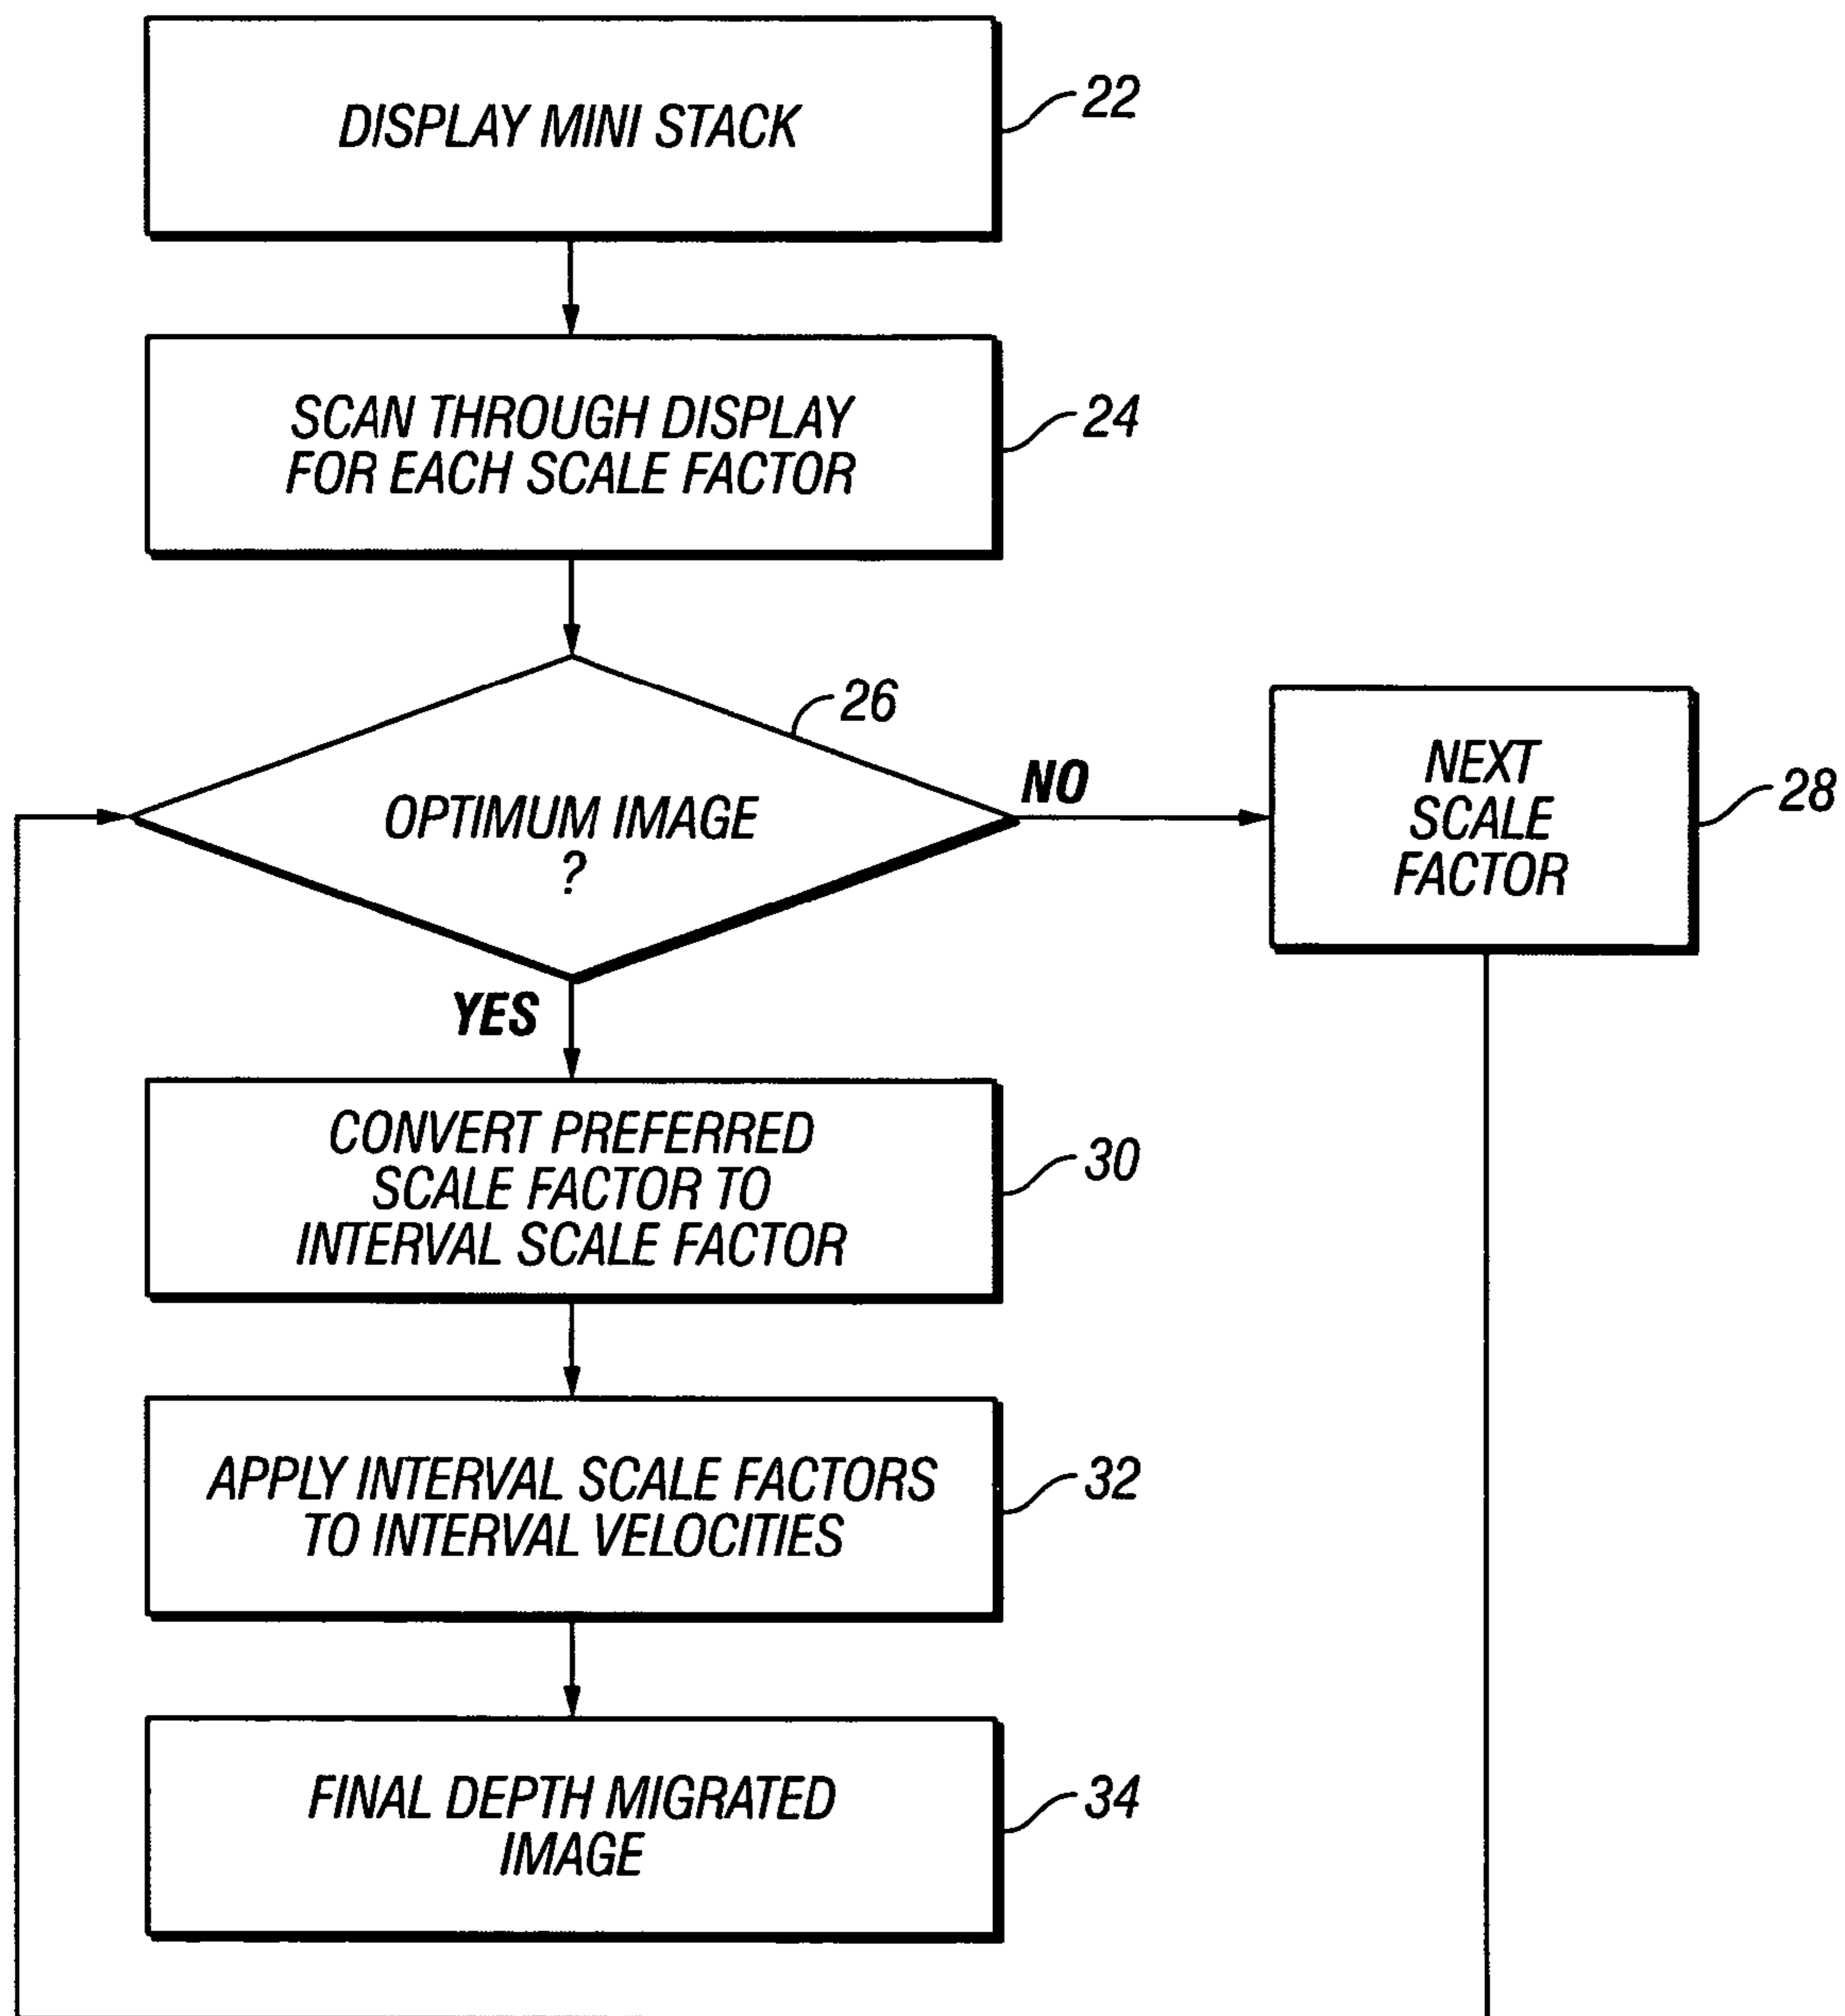 DISPLAY MINI STACK
22
SCAN THROUGH DISPLAY
FOR EACH SCALE FACTOR
24
26
OPTIMUM IMAGE
?
NO
NEXT
SCALE
FACTOR
28
YES
CONVERT PREFERRED
SCALE FACTOR TO
INTERVAL SCALE FACTOR
30
APPLY INTERVAL SCALE FACTORS
TO INTERVAL VELOCITIES
32
FINAL DEPTH MIGRATED
IMAGE
34